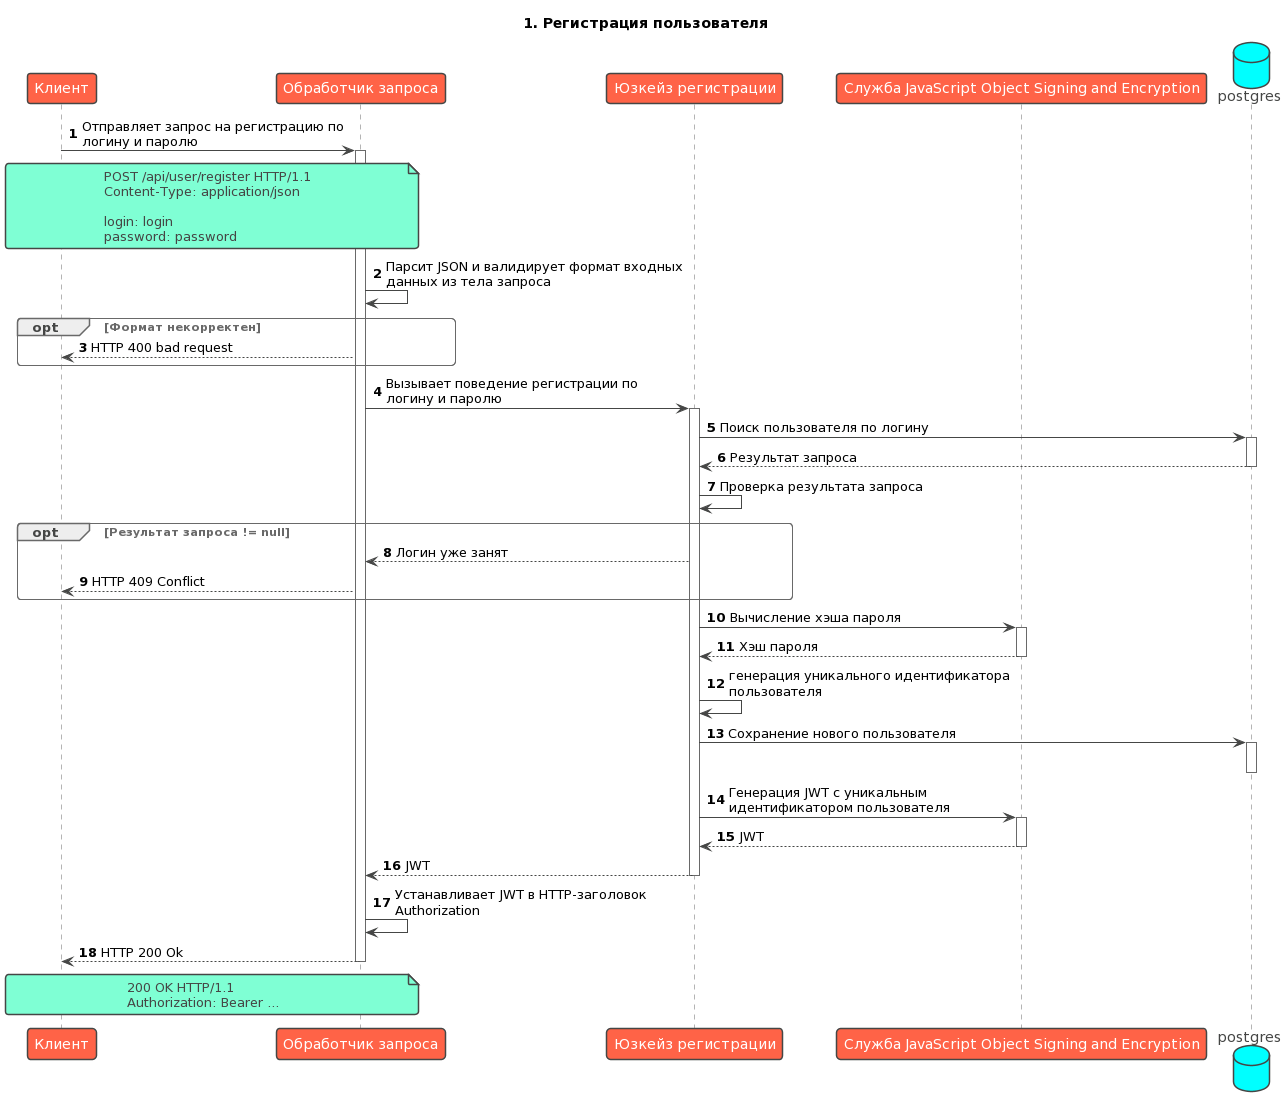 1. Регистрация пользователя
Клиент
Обработчик запроса
Юзкейз регистрации
Служба JavaScript Object Signing and Encryption
postgres
1 Отправляет запрос на регистрацию по
логину и паролю
POST /api/user/register HTTP/1.1
Content-Type: application/json
login: login
password: password
2 Парсит JSON и валидирует формат входных
данных из тела запроса
opt [Формат некорректен]
3 HTTP 400 bad request
4 Вызывает поведение регистрации по
логину и паролю
5 Поиск пользователя по логину
6 Результат запроса
7 Проверка результата запроса
opt [Результат запроса != null]
8 Логин уже занят
9 HTTP 409 Conflict
10 Вычисление хэша пароля
11 Хэш пароля
12 генерация уникального идентификатора
пользователя
13 Сохранение нового пользователя
14 Генерация JWT с уникальным
идентификатором пользователя
15 JWT
16 JWT
17 Устанавливает JWT в HTTP-заголовок
Authorization
18 HTTP 200 Ok
200 OK HTTP/1.1
Authorization: Bearer ...
Клиент
Обработчик запроса
Юзкейз регистрации
Служба JavaScript Object Signing and Encryption
postgres